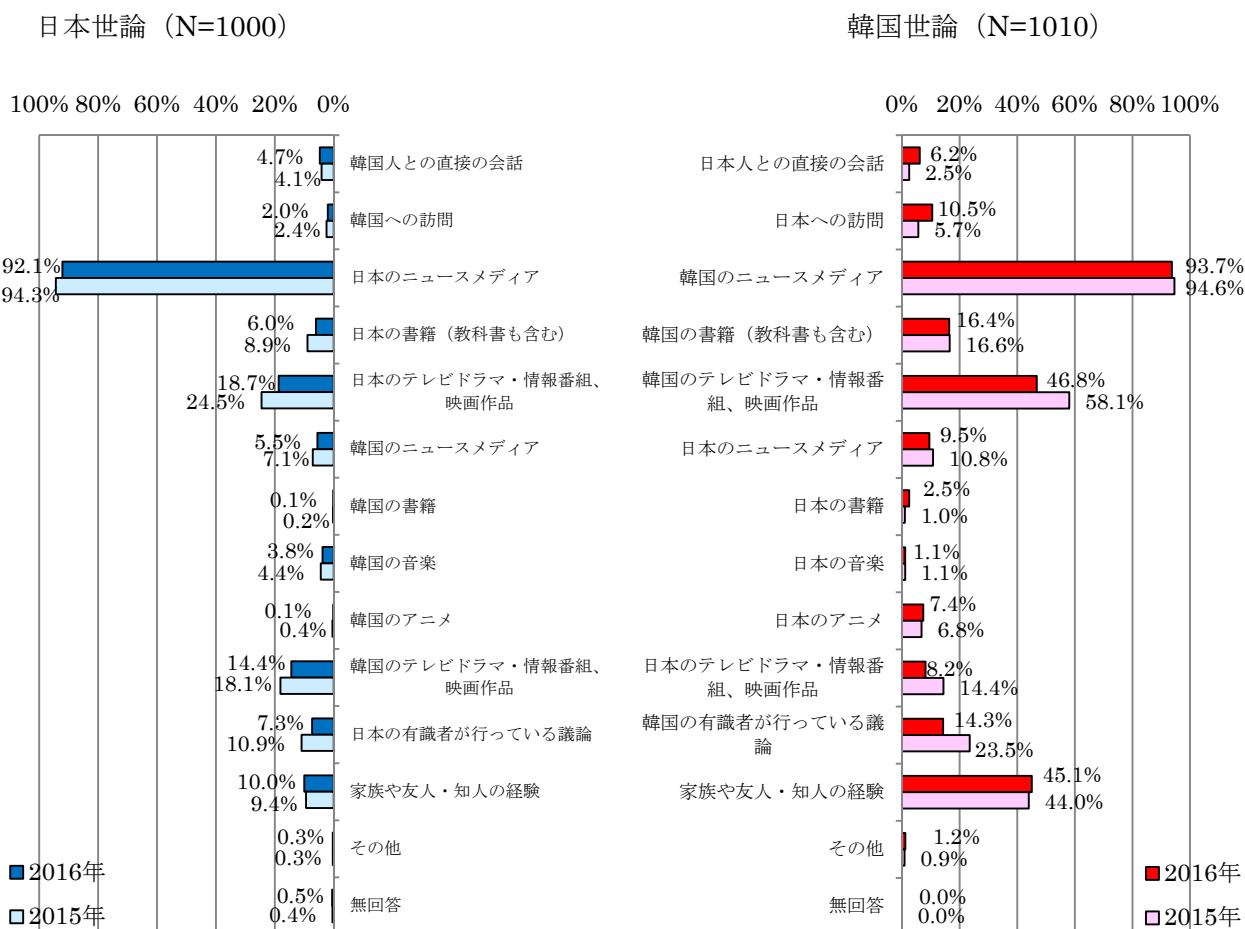 日本世論（N=1000）
100% 80% 60% 40% 20% 0%
4.7%
4.1%
韓国人との直接の会話
2.0%
2.4%
韓国への訪問
92.1%
94.3%
日本のニュースメディア
6.0%
8.9%
日本の書籍（教科書も含む）
18.7%
24.5%
日本のテレビドラマ・情報番組、
映画作品
5.5%
7.1%
韓国のニュースメディア
0.1%
0.2%
韓国の書籍
3.8%
4.4%
韓国の音楽
0.1%
0.4%
韓国のアニメ
14.4%
18.1%
韓国のテレビドラマ・情報番組、
映画作品
7.3%
10.9%
日本の有識者が行っている議論
10.0%
9.4%
家族や友人・知人の経験
0.3%
0.3%
その他
0.5%
0.4%
無回答
2016年
2015年
韓国世論（N=1010）
0% 20% 40% 60% 80% 100%
日本人との直接の会話
6.2%
2.5%
日本への訪問
10.5%
5.7%
韓国のニュースメディア
93.7%
94.6%
韓国の書籍（教科書も含む）
16.4%
16.6%
韓国のテレビドラマ・情報番
組、映画作品
46.8%
58.1%
日本のニュースメディア
9.5%
10.8%
日本の書籍
2.5%
1.0%
日本の音楽
1.1%
1.1%
日本のアニメ
7.4%
6.8%
日本のテレビドラマ・情報番
組、映画作品
8.2%
14.4%
韓国の有識者が行っている議
論
14.3%
23.5%
家族や友人・知人の経験
45.1%
44.0%
その他
1.2%
0.9%
無回答
0.0%
0.0%
2016年
2015年